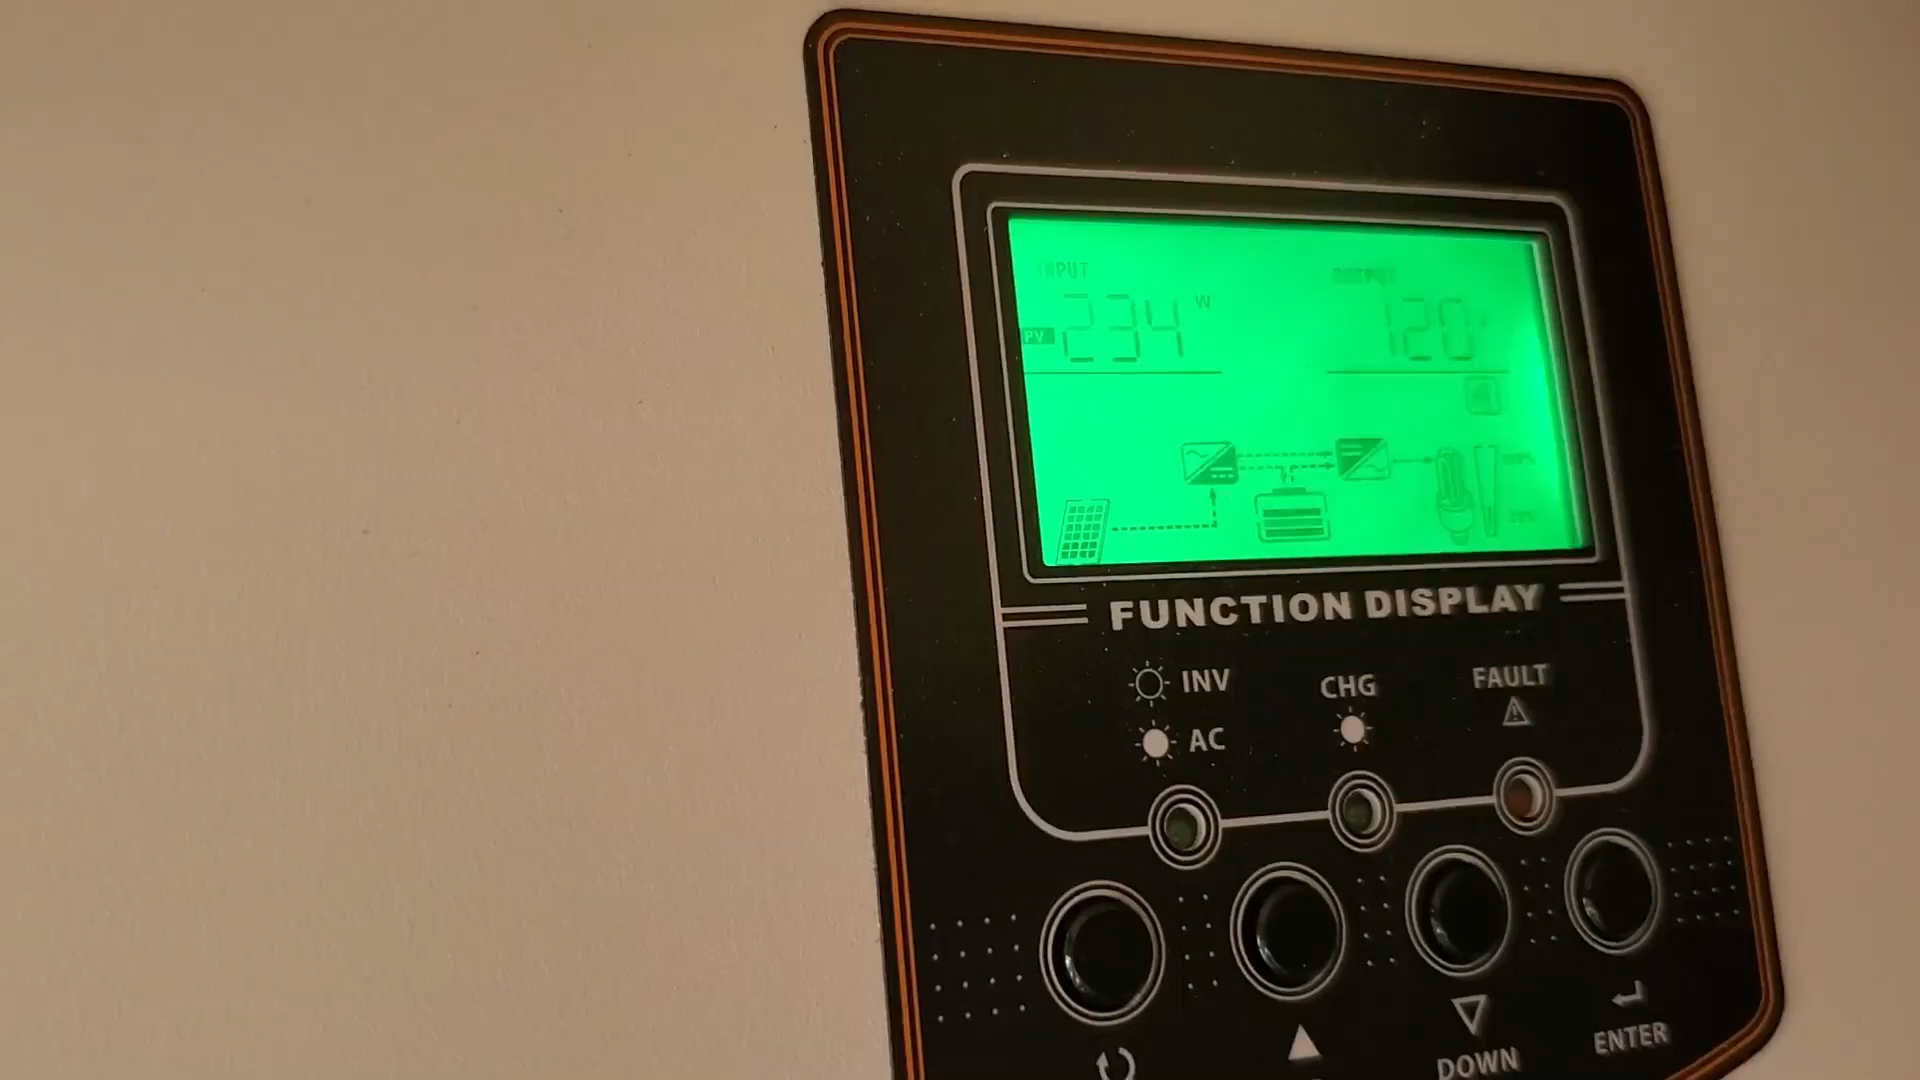 INPUT
OUTPUT
PV 234 W
120
FUNCTION DISPLAY
INV
CHG
FAULT
AC
DOWN
ENTER